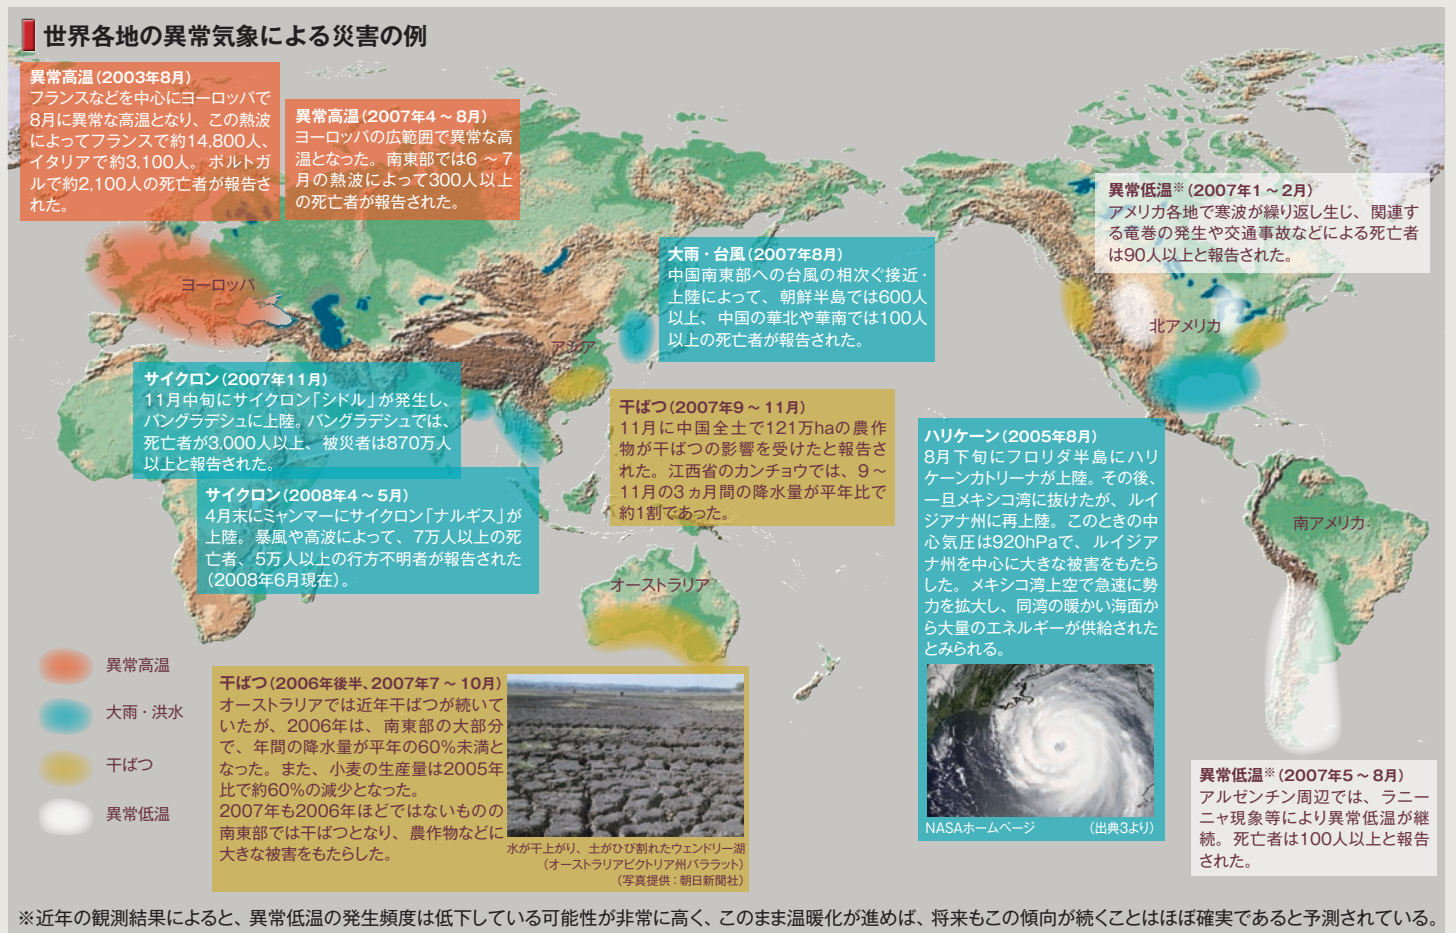 世界各地の異常気象による災害の例
異常高温（2003年8月）
フランスなどを中心にヨーロッパで
8月に異常な高温となり、この熱波
によってフランスで約14,800人、
イタリアで約3,100人。ポルトガ
ルで約2,100人の死亡者が報告さ
れた。
異常高温（2007年4～8月）
ヨーロッパの広範囲で異常な高
温となった。南東部では6～7
月の熱波によって300人以上
の死亡者が報告された。
異常低温※（2007年1～2月）
アメリカ各地で寒波が繰り返し生じ、関連す
る竜巻の発生や交通事故などによる死亡者
は90人以上と報告された。
大雨・台風（2007年8月）
中国南東部への台風の相次ぐ接近・
上陸によって、朝鮮半島では600人
以上、中国の華北や華南では100人
以上の死亡者が報告された。
ヨーロッパ
アジア
北アメリカ
サイクロン（2007年11月）
11月中旬にサイクロン「シドル」が発生し、
バングラデシュに上陸。バングラデシュでは、
死亡者が3,000人以上、被災者は870万人
以上と報告された。
サイクロン（2008年4～5月）
4月末にミャンマーにサイクロン「ナルギス」が
上陸。暴風や高波によって、7万人以上の死
亡者、5万人以上の行方不明者が報告された
（2008年6月現在）。
干ばつ（2007年9～11月）
11月に中国全土で121万haの農作
物が干ばつの影響を受けたと報告さ
れた。江西省のカンチョウでは、9～
11月の3ヵ月間の降水量が平年比で
約1割であった。
ハリケーン（2005年8月）
8月下旬にフロリダ半島にハリ
ケーンカトリーナが上陸。その後、
一旦メキシコ湾に抜けたが、ルイ
ジアナ州に再上陸。このときの中
心気圧は920hPaで、ルイジア
ナ州を中心に大きな被害をもたら
した。メキシコ湾上空で急速に勢
力を拡大し、同湾の暖かい海面か
ら大量のエネルギーが供給された
とみられる。
NASAホームページ （出典3より）
南アメリカ
オーストラリア
異常高温
大雨・洪水
干ばつ
異常低温
干ばつ（2006年後半、2007年7～10月）
オーストラリアでは近年干ばつが続いて
いたが、2006年は、南東部の大部分
で、年間の降水量が平年の60％未満と
なった。また、小麦の生産量は2005年
比で約60％の減少となった。
2007年も2006年ほどではないものの
南東部では干ばつとなり、農作物などに
大きな被害をもたらした。
水が干上がり、土がひび割れたウェンドリー湖
（オーストラリアビクトリア州バララット）
（写真提供：朝日新聞社）
異常低温※（2007年5～8月）
アルゼンチン周辺では、ラニー
ニャ現象等により異常低温が継
続。死亡者は100人以上と報告
された。
※近年の観測結果によると、異常低温の発生頻度は低下している可能性が非常に高く、このまま温暖化が進めば、将来もこの傾向が続くことはほぼ確実であると予測されている。